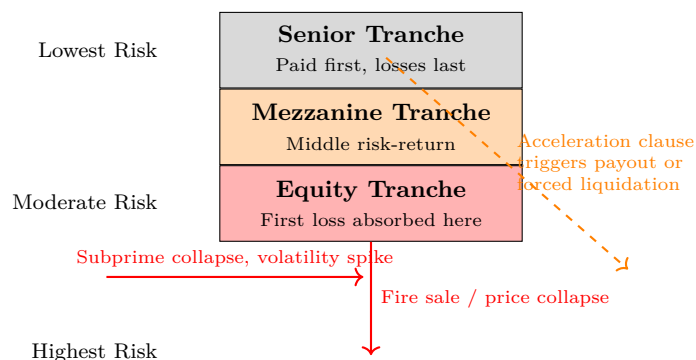 Senior Tranche
Lowest Risk
Paid first, losses last
Mezzanine Tranche
Middle risk-return
Acceleration clause
triggers payout or
forced liquidation
Equity Tranche
Moderate Risk
First loss absorbed here
Subprime collapse, volatility spike
Fire sale / price collapse
Highest Risk